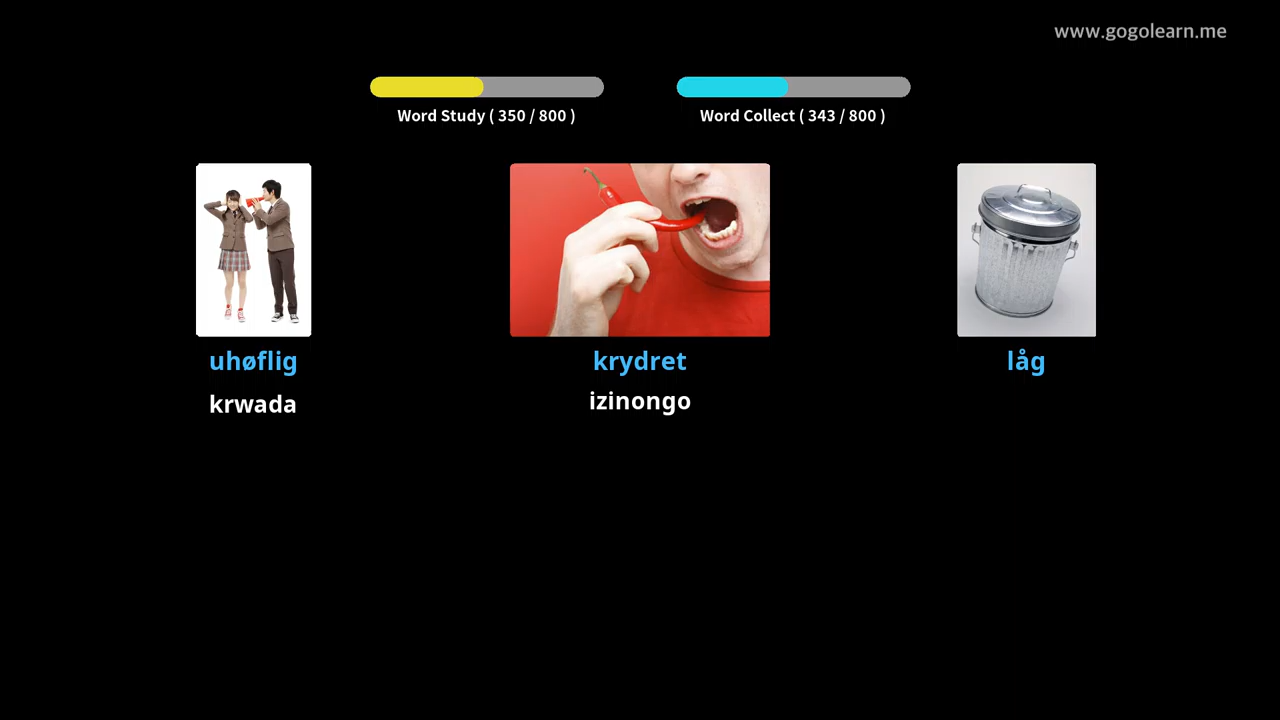 www.gogolearn.me
Word Study ( 350 / 800 )
Word Collect ( 343 / 800 )
uhøflig
krydret
låg
krwada
izinongo